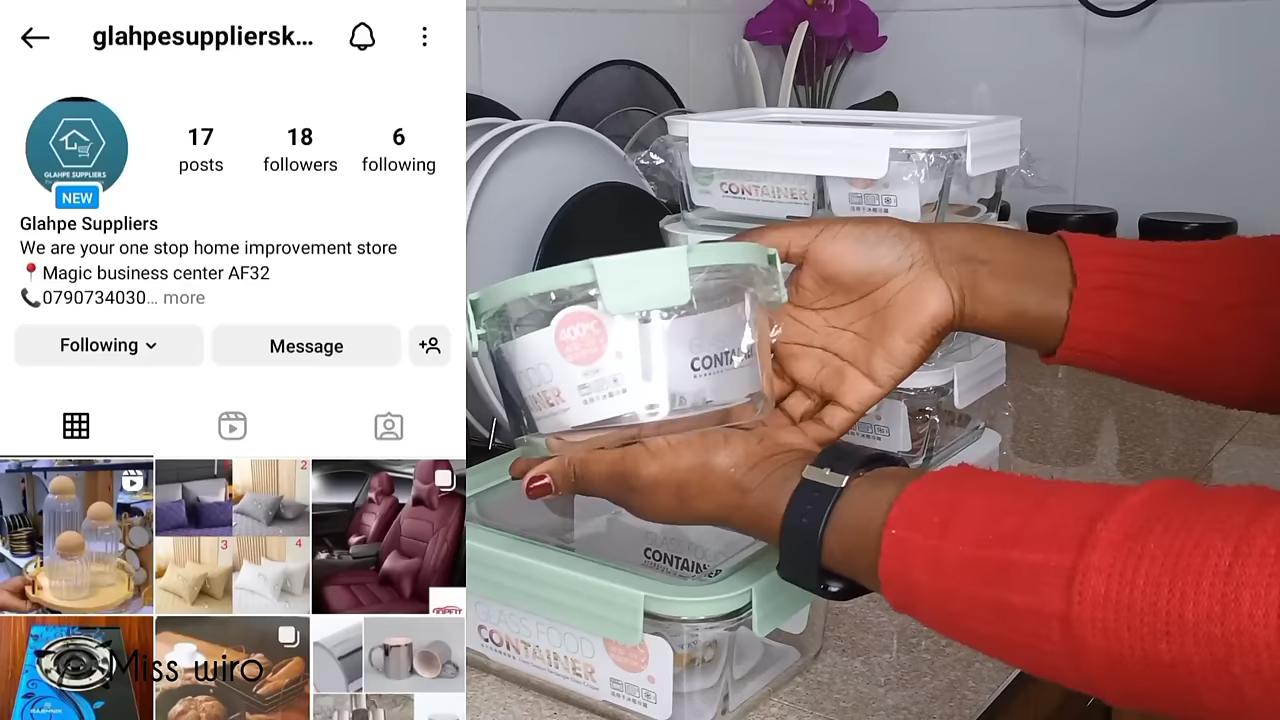 glahpesuppliersk...
GLAHPE SUPPLIERS
NEW
17
posts
18
followers
6
following
Glahpe Suppliers
We are your one stop home improvement store
📍Magic business center AF32
📞0790734030... more
Following
Message
1
2
3
4
Miss wiro
CONTAINER
400°C
CONTAINER
GLASS FOOD
CONTAINER
GLASS FOOD
CONTAINER